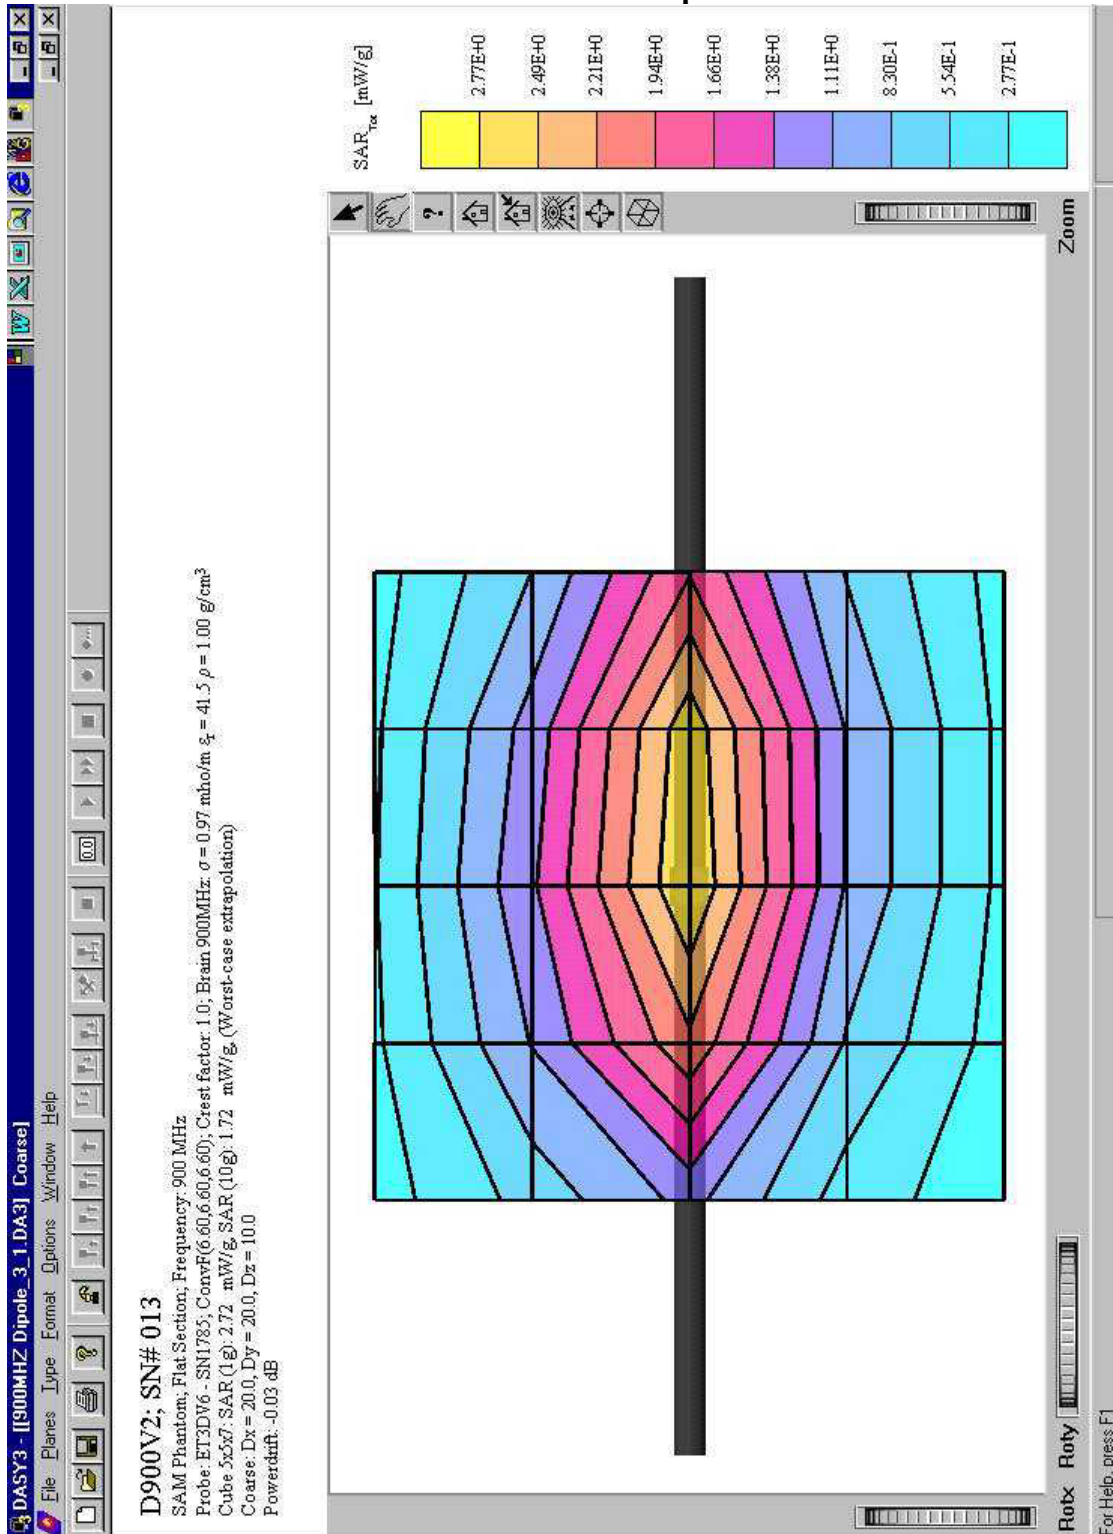 DASY3 - [[900MHZ Dipole_3_1.DA3] Coarse]
File Planes Type Format Options Window Help
0.0
D900V2; SN# 013
SAM Phantom; Flat Section; Frequency: 900 MHz
Probe: ET3DV6 - SN1785; ConvF(6.60,6.60,6.60); Crest factor: 1.0; Brain 900MHz: σ = 0.97 mho/m εr = 41.5 ρ = 1.00 g/cm³
Cube 5x5x7: SAR (1g): 2.72 mW/g, SAR (10g): 1.72 mW/g, (Worst-case extrapolation)
Coarse: Dx = 20.0, Dy = 20.0, Dz = 10.0
Powerdrift: -0.03 dB
SARTot [mW/g]
2.77E+0
2.49E+0
2.21E+0
1.94E+0
1.66E+0
1.38E+0
1.11E+0
8.30E-1
5.54E-1
2.77E-1
Rotx Roty Zoom
For Help, press F1